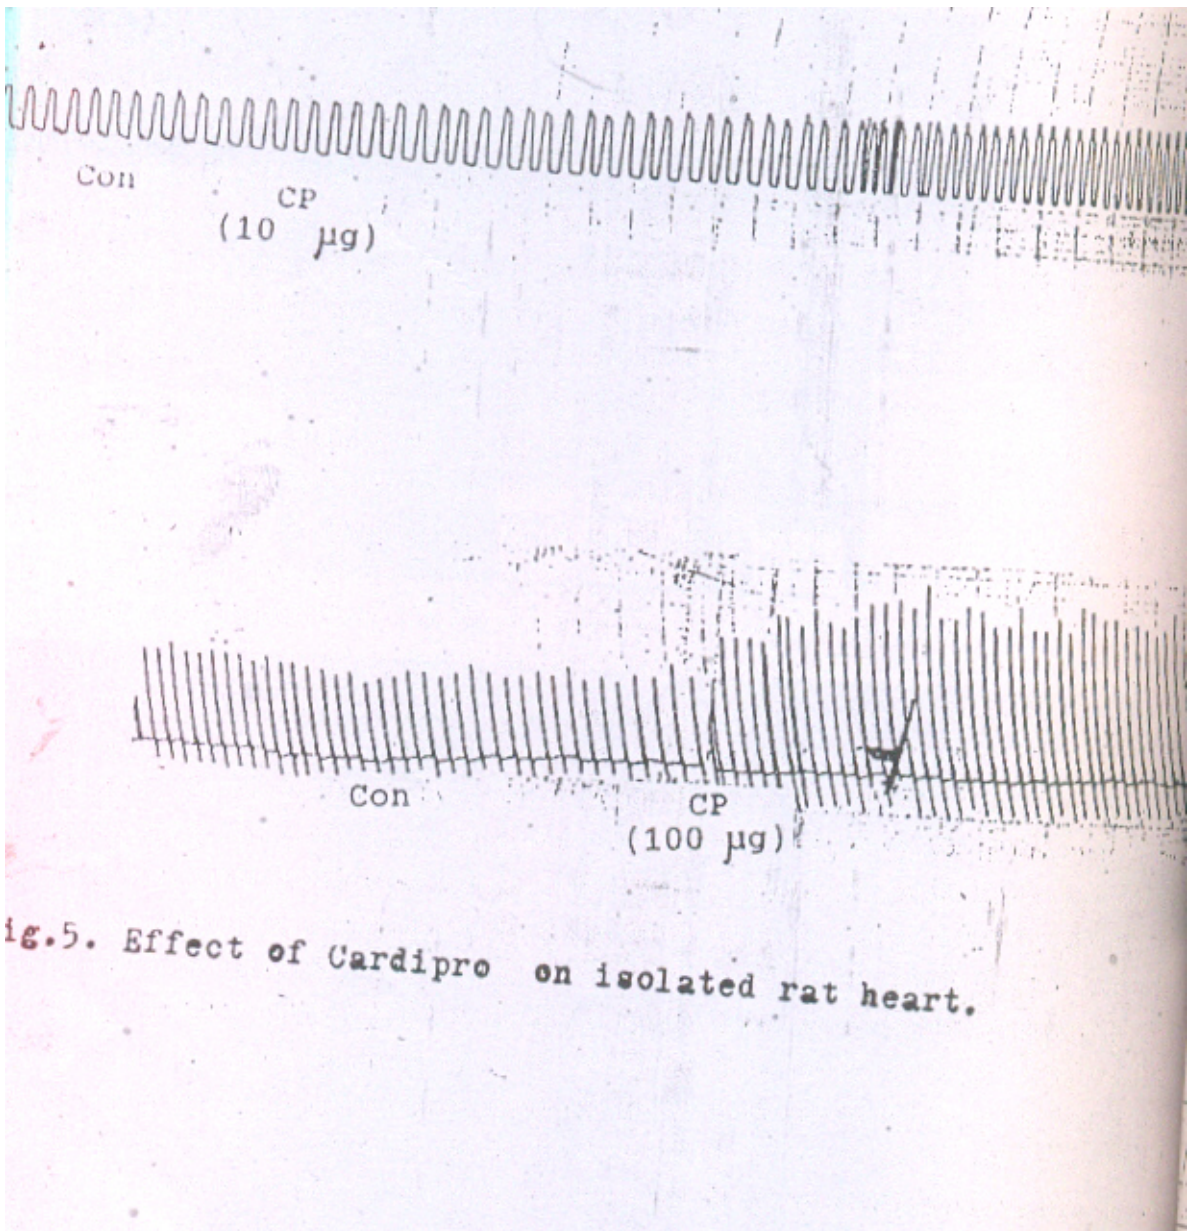 Con
CP
(10 µg)
Con
CP
(100 µg)
ig.5. Effect of Cardipro on isolated rat heart.